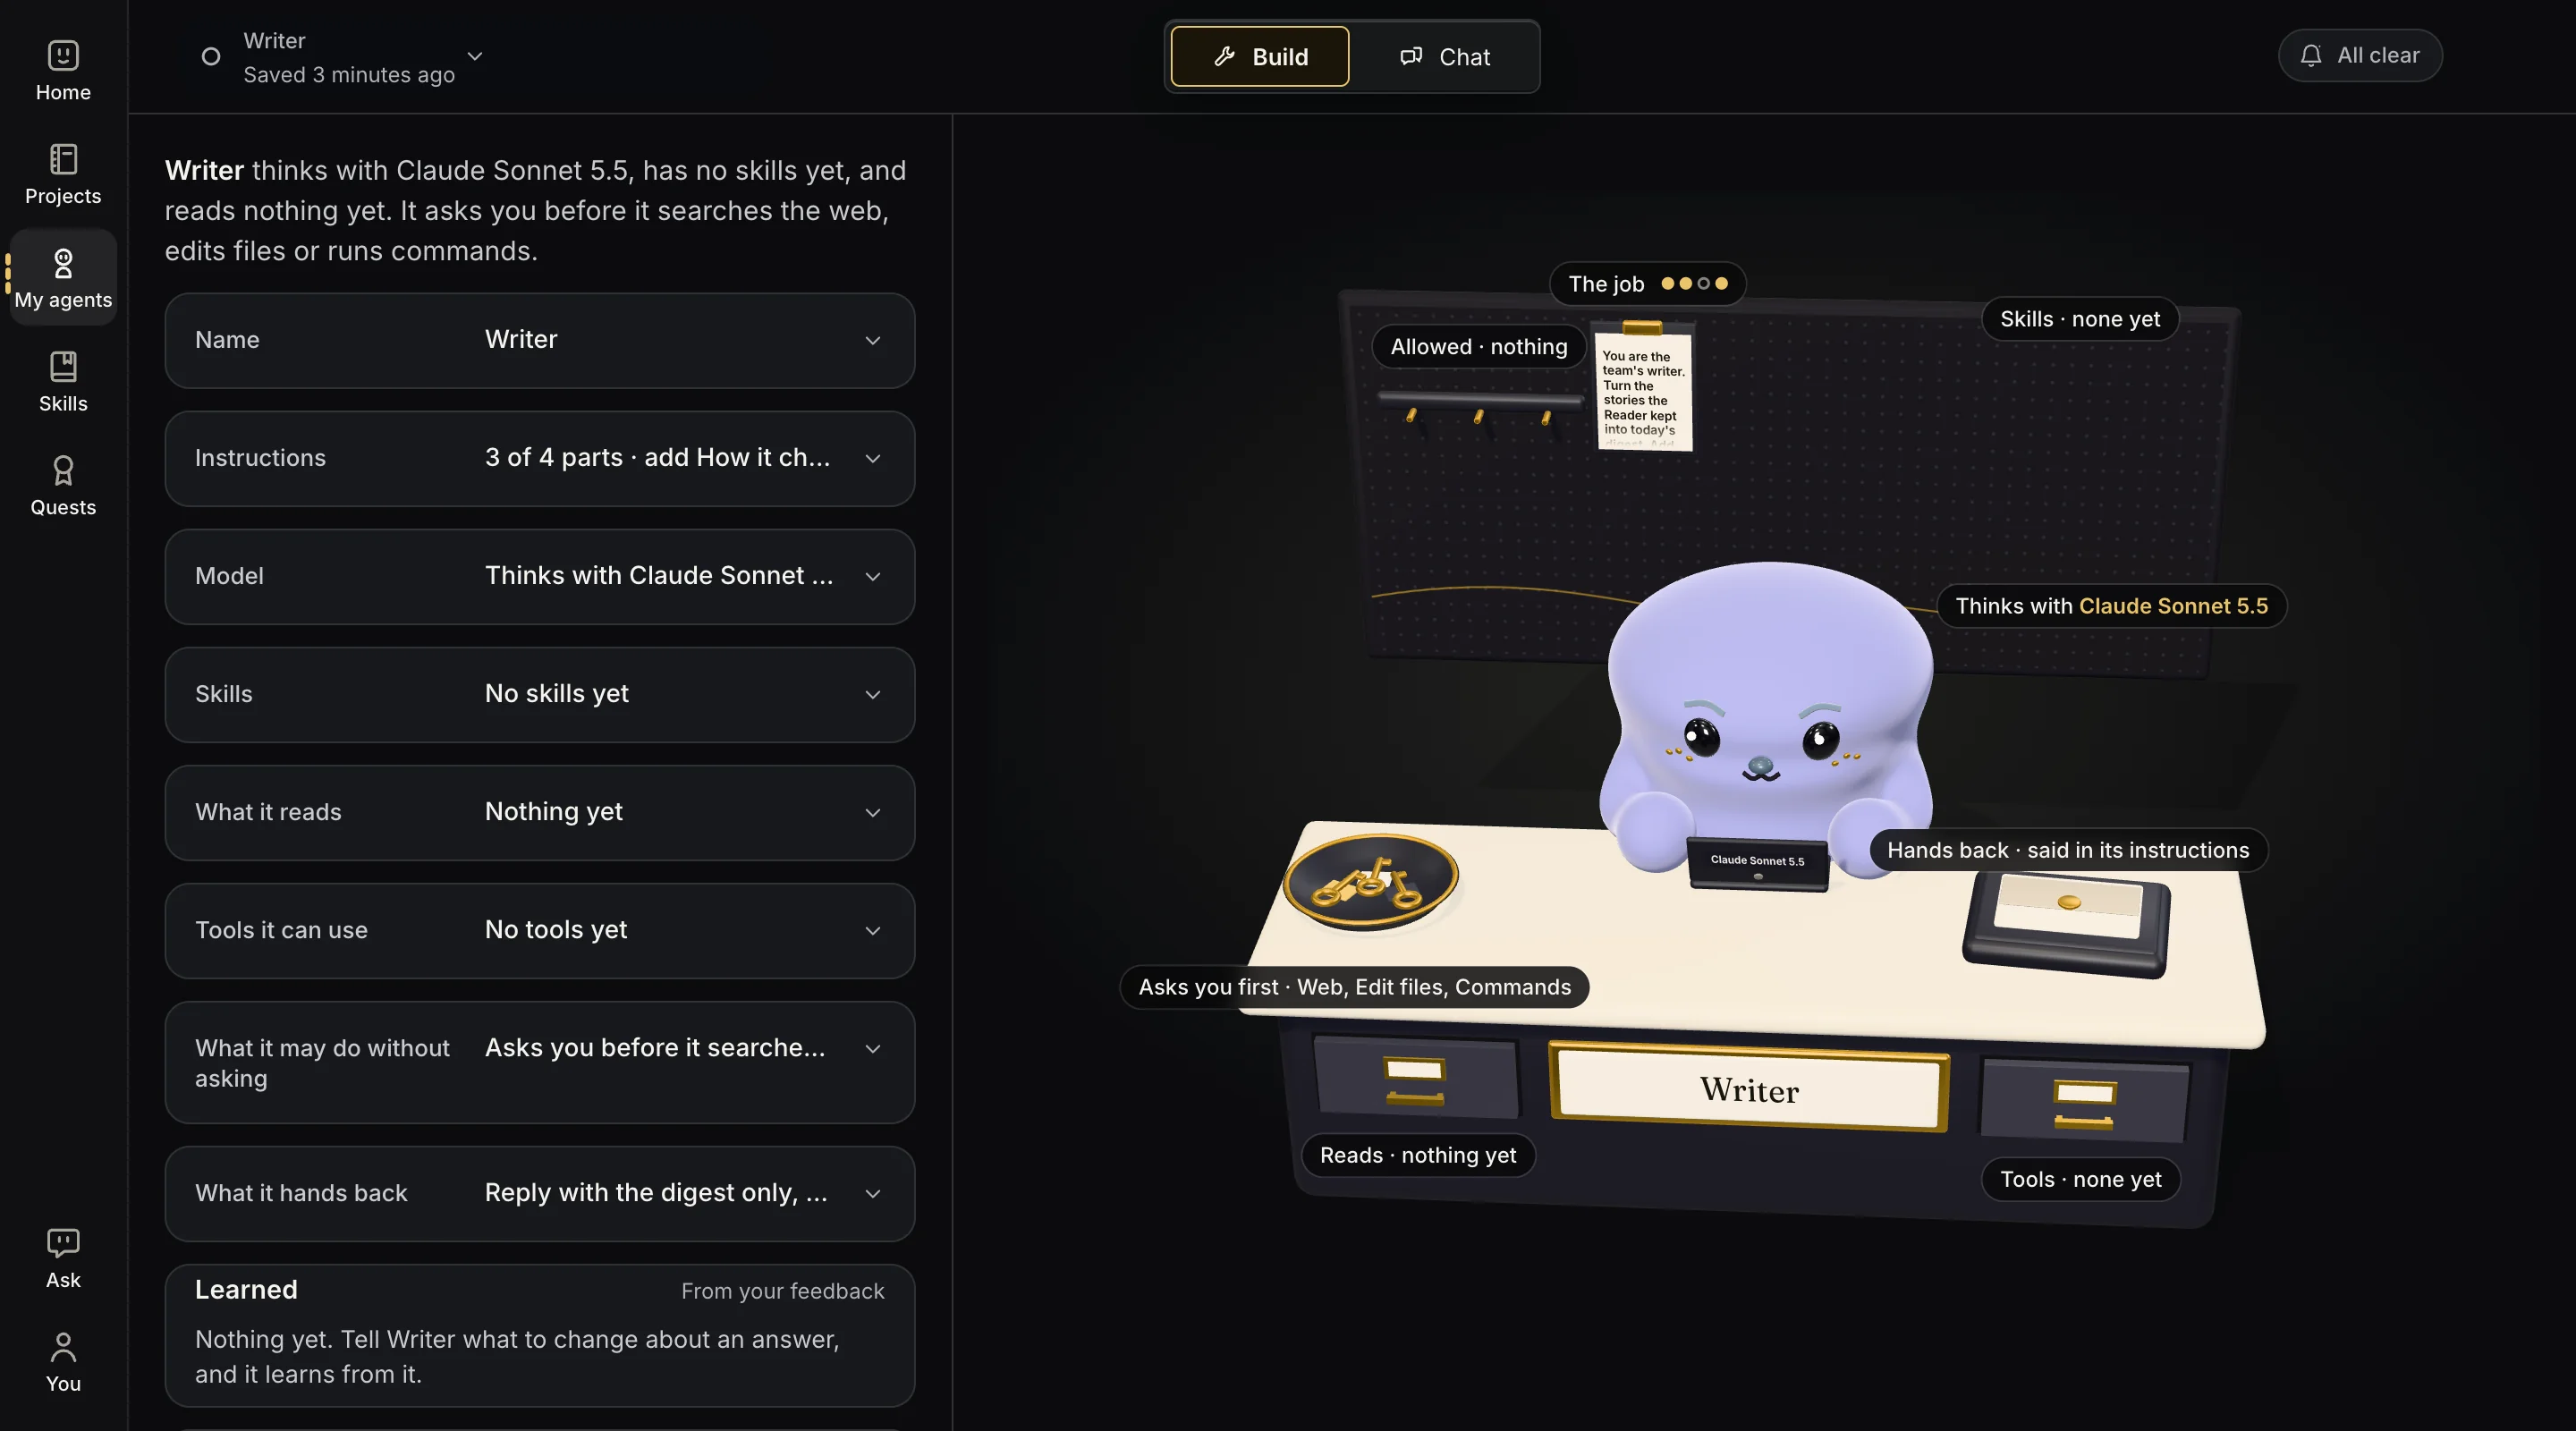 Home
Projects
My agents
Skills
Quests
Ask
You
Writer
Saved 3 minutes ago
Build
Chat
All clear
Writer thinks with Claude Sonnet 5.5, has no skills yet, and
reads nothing yet. It asks you before it searches the web,
edits files or runs commands.
Name
Writer
Instructions
3 of 4 parts · add How it ch...
Model
Thinks with Claude Sonnet ...
Skills
No skills yet
What it reads
Nothing yet
Tools it can use
No tools yet
What it may do without
asking
Asks you before it searche...
What it hands back
Reply with the digest only, ...
Learned
From your feedback
Nothing yet. Tell Writer what to change about an answer,
and it learns from it.
The job
Allowed · nothing
Skills · none yet
You are the
team's writer.
Turn the
stories the
Reader kept
into today's
digest. Add
Thinks with Claude Sonnet 5.5
Claude Sonnet 5.5
Hands back · said in its instructions
Asks you first · Web, Edit files, Commands
Writer
Reads · nothing yet
Tools · none yet